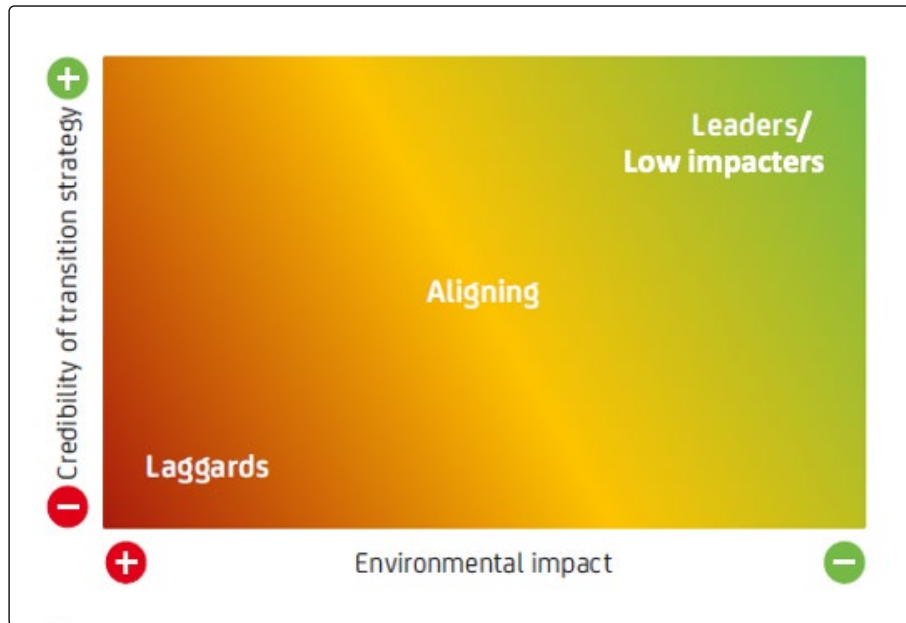 +
Credibility of transition strategy
−
Leaders/
Low impacters
Aligning
Laggards
+
Environmental impact
−